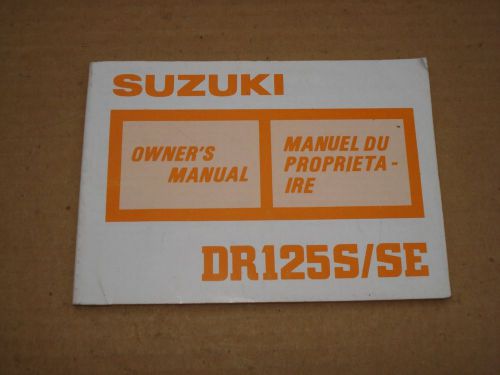 SUZUKI
OWNER'S
MANUAL
MANUEL DU
PROPRIETA -
IRE
DR125S/SE